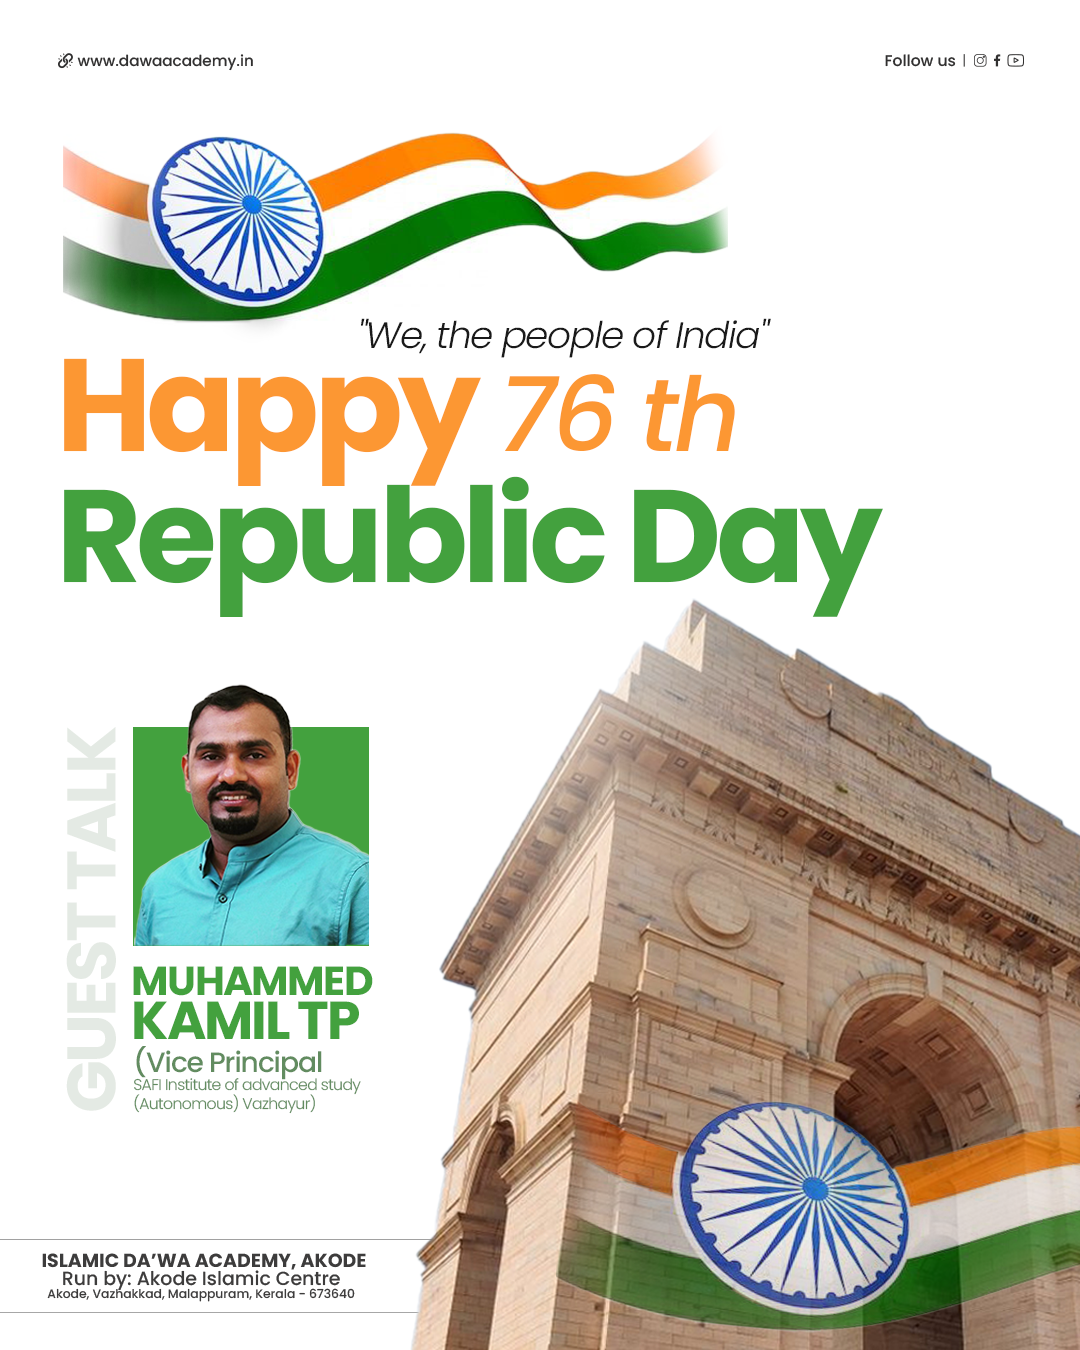 www.dawaacademy.in
Follow us |
"We, the people of India"
Happy 76 th
Republic Day
INDIA
GUEST TALK
MUHAMMED
KAMIL TP
(Vice Principal
SAFI Institute of advanced study
(Autonomous) Vazhayur)
ISLAMIC DA’WA ACADEMY, AKODE
Run by: Akode Islamic Centre
Akode, Vazhakkad, Malappuram, Kerala - 673640